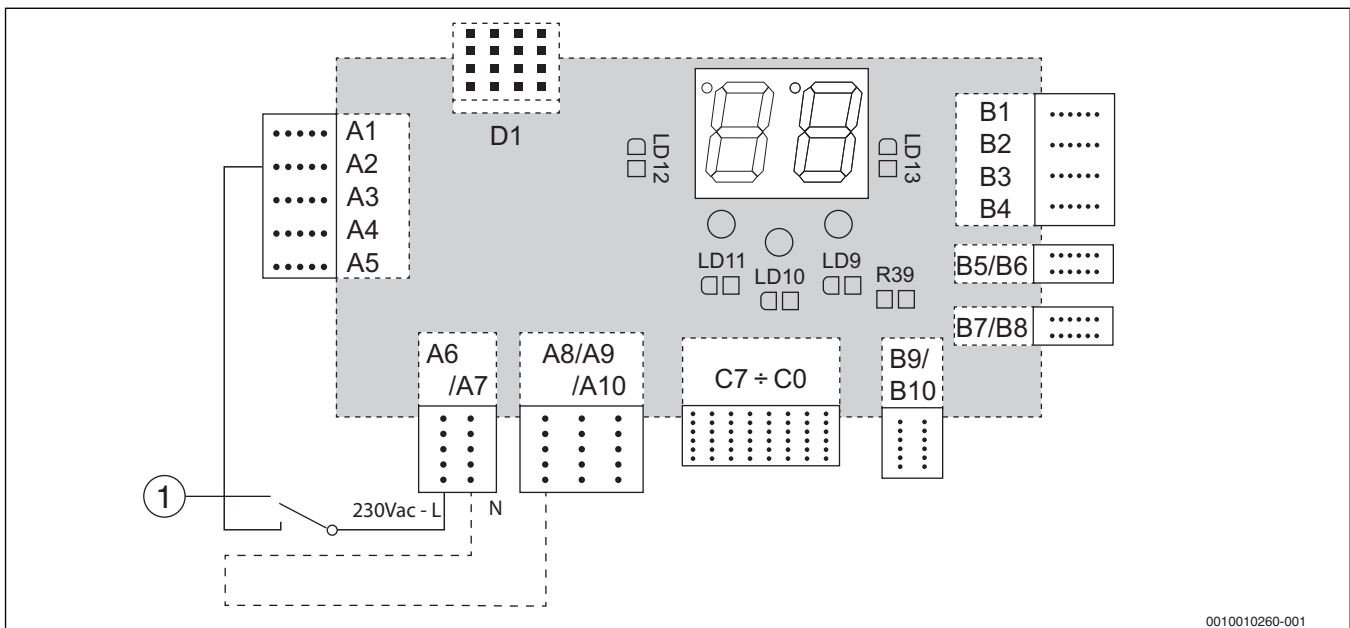 D1
A1
A2
A3
A4
A5
LD12
LD13
B1
B2
B3
B4
LD11
LD10
LD9
R39
B5/B6
B7/B8
A6
/A7
A8/A9
/A10
C7 ÷ C0
B9/
B10
1
230Vac - L
N
0010010260-001